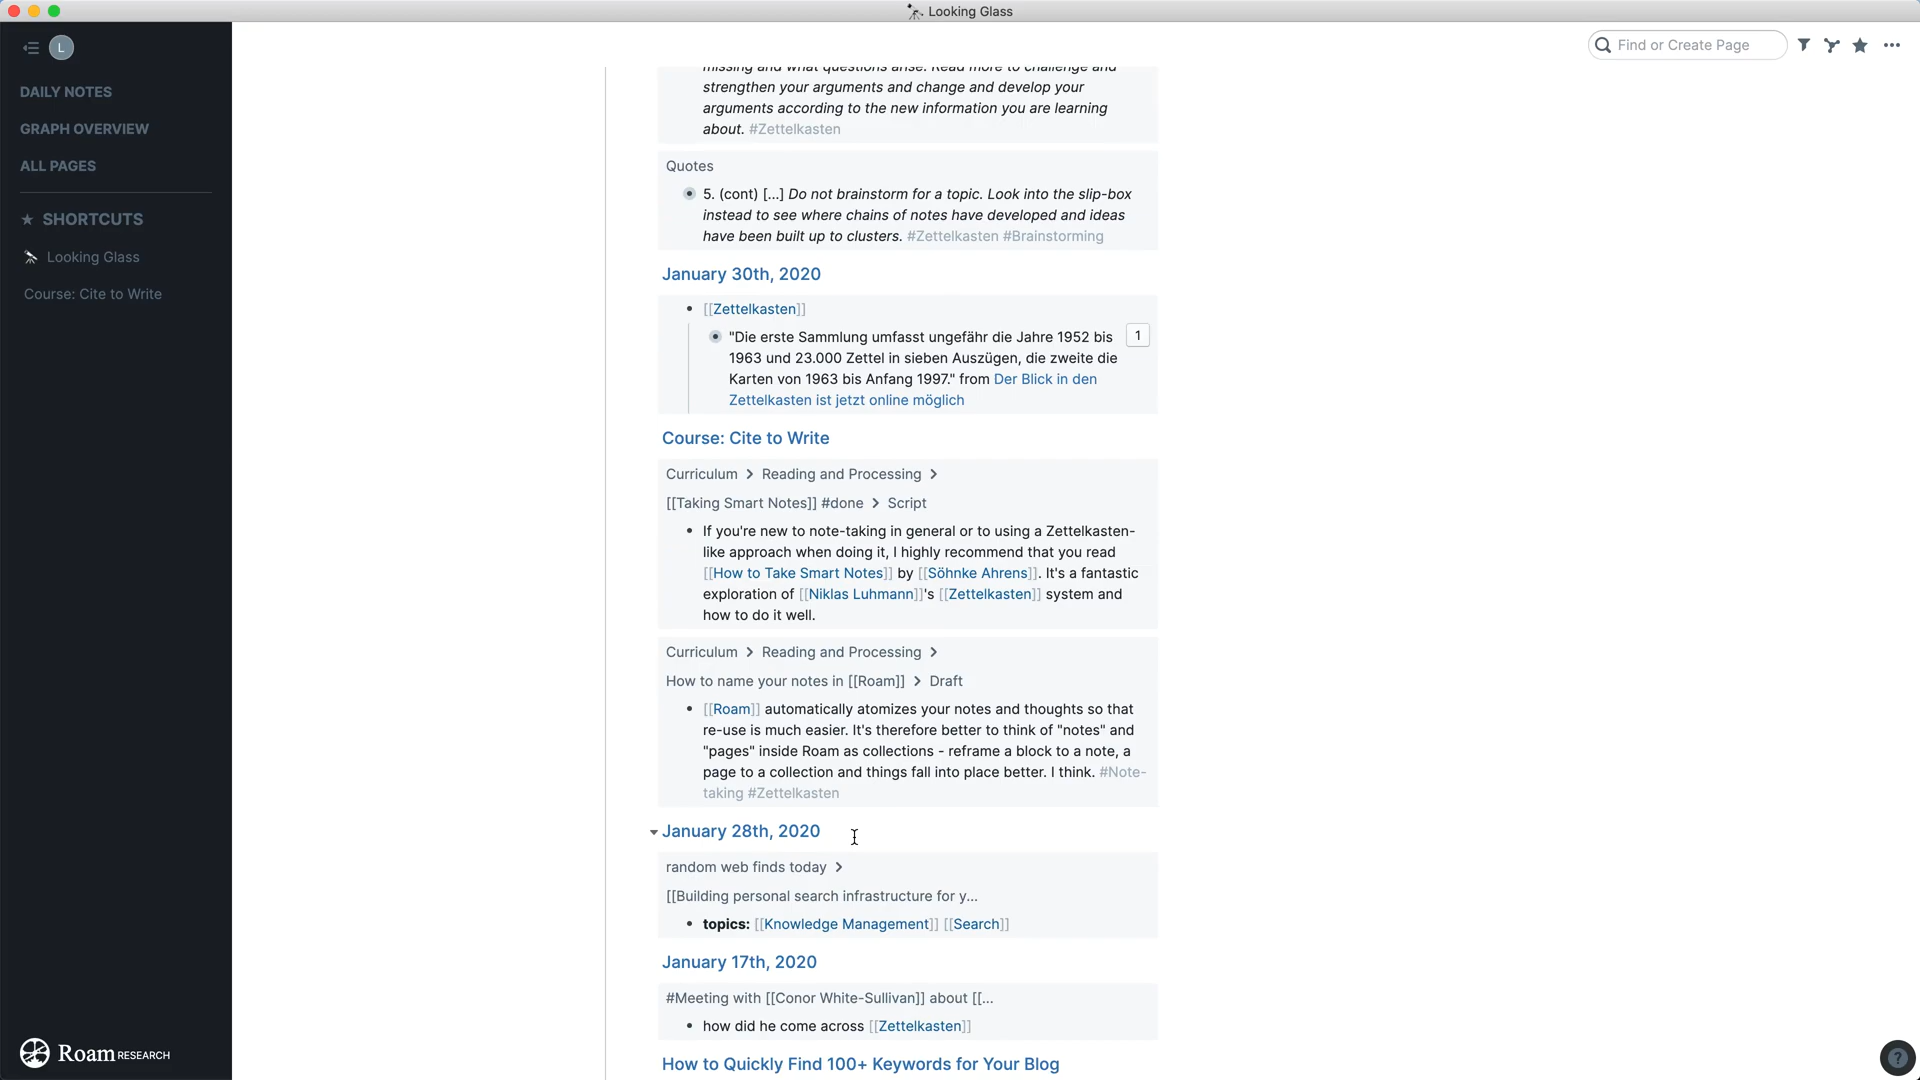 Looking Glass
L
Find or Create Page
DAILY NOTES
GRAPH OVERVIEW
ALL PAGES
SHORTCUTS
Looking Glass
Course: Cite to Write
missing and what questions arise. Read more to challenge and
strengthen your arguments and change and develop your
arguments according to the new information you are learning
about. #Zettelkasten
Quotes
5. (cont) [...] Do not brainstorm for a topic. Look into the slip-box
instead to see where chains of notes have developed and ideas
have been built up to clusters. #Zettelkasten #Brainstorming
January 30th, 2020
[[Zettelkasten]]
"Die erste Sammlung umfasst ungefähr die Jahre 1952 bis
1
1963 und 23.000 Zettel in sieben Auszügen, die zweite die
Karten von 1963 bis Anfang 1997." from Der Blick in den
Zettelkasten ist jetzt online möglich
Course: Cite to Write
Curriculum > Reading and Processing >
[[Taking Smart Notes]] #done > Script
If you're new to note-taking in general or to using a Zettelkasten-
like approach when doing it, I highly recommend that you read
[[How to Take Smart Notes]] by [[Söhnke Ahrens]]. It's a fantastic
exploration of [[Niklas Luhmann]]'s [[Zettelkasten]] system and
how to do it well.
Curriculum > Reading and Processing >
How to name your notes in [[Roam]] > Draft
[[Roam]] automatically atomizes your notes and thoughts so that
re-use is much easier. It's therefore better to think of "notes" and
"pages" inside Roam as collections - reframe a block to a note, a
page to a collection and things fall into place better. I think. #Note-
taking #Zettelkasten
January 28th, 2020
random web finds today >
[[Building personal search infrastructure for y...
topics: [[Knowledge Management]] [[Search]]
January 17th, 2020
#Meeting with [[Conor White-Sullivan]] about [[...
how did he come across [[Zettelkasten]]
How to Quickly Find 100+ Keywords for Your Blog
Roam RESEARCH
?